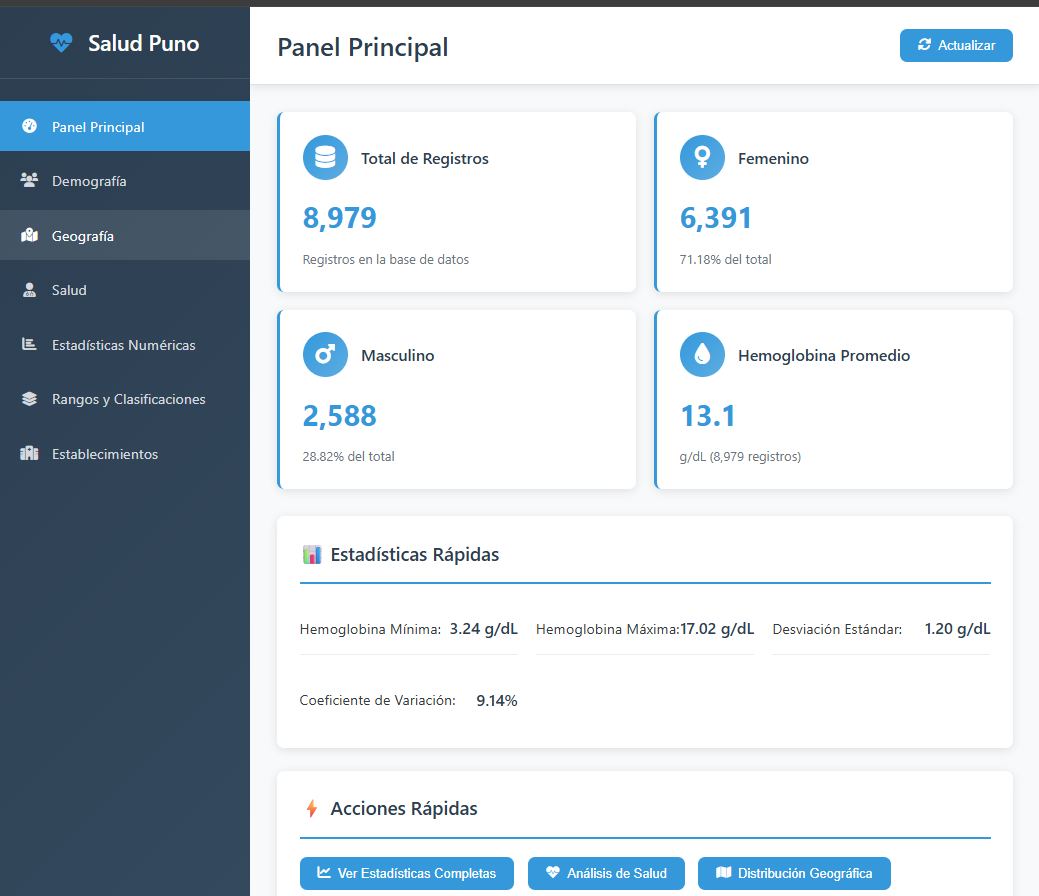 Salud Puno
Panel Principal
Demografía
Geografía
Salud
Estadísticas Numéricas
Rangos y Clasificaciones
Establecimientos
Panel Principal
Actualizar
Total de Registros
8,979
Registros en la base de datos
Femenino
6,391
71.18% del total
Masculino
2,588
28.82% del total
Hemoglobina Promedio
13.1
g/dL (8,979 registros)
Estadísticas Rápidas
Hemoglobina Mínima: 3.24 g/dL
Hemoglobina Máxima: 17.02 g/dL
Desviación Estándar: 1.20 g/dL
Coeficiente de Variación: 9.14%
Acciones Rápidas
Ver Estadísticas Completas
Análisis de Salud
Distribución Geográfica